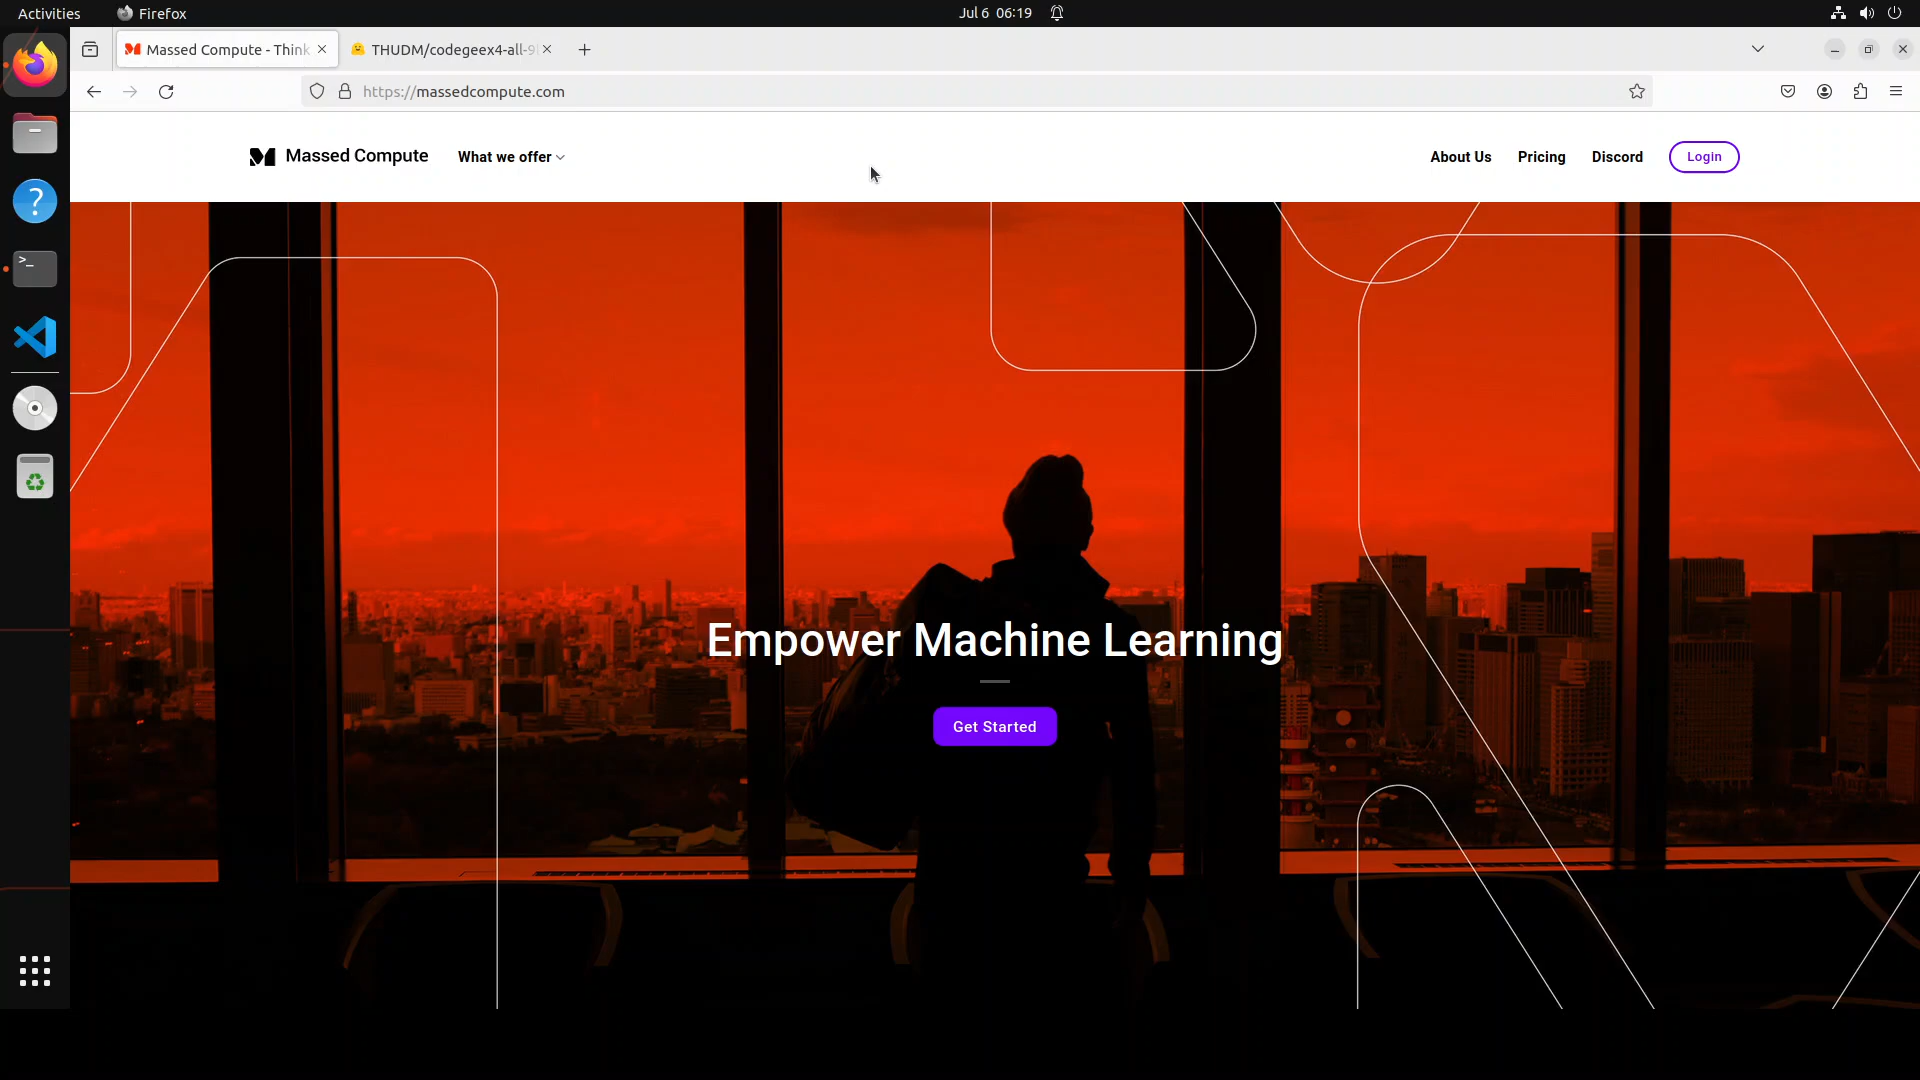 Activities
Firefox
Jul 6 06:19
Massed Compute - Think
THUDM/codegeex4-all-9
https://massedcompute.com
Massed Compute
What we offer
About Us
Pricing
Discord
Login
Empower Machine Learning
Get Started